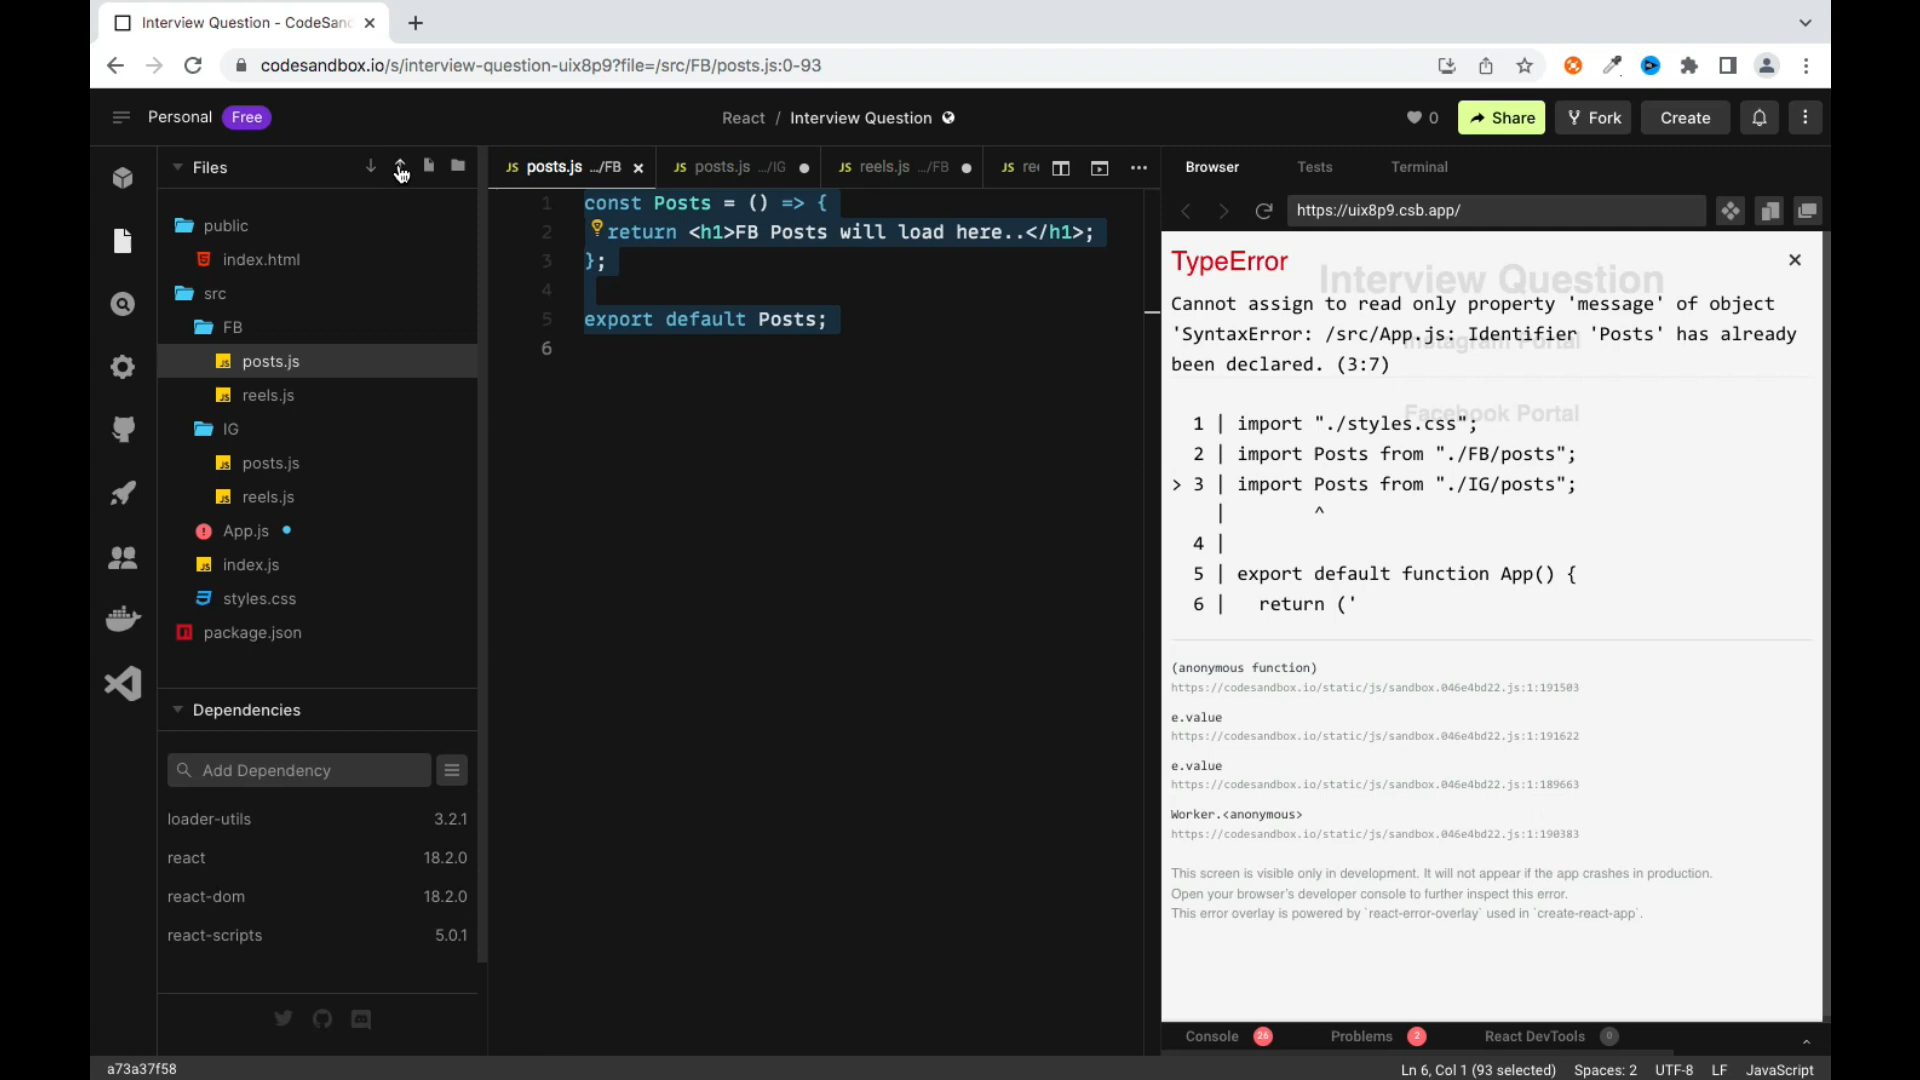 Interview Question - CodeSan
codesandbox.io/s/interview-question-uix8p9?file=/src/FB/posts.js:0-93
Personal Free
React / Interview Question
0
Share
Fork
Create
Files
public
index.html
src
FB
posts.js
reels.js
IG
posts.js
reels.js
App.js
index.js
styles.css
package.json
Dependencies
Add Dependency
loader-utils 3.2.1
react 18.2.0
react-dom 18.2.0
react-scripts 5.0.1
JS posts.js .../FB
JS posts.js .../IG
JS reels.js .../FB
JS re
1 const Posts = () => {
2 return <h1>FB Posts will load here..</h1>;
3 };
4
5 export default Posts;
6
Browser Tests Terminal
https://uix8p9.csb.app/
TypeError
Interview Question
Cannot assign to read only property 'message' of object
'SyntaxError: /src/App.js: Identifier 'Posts' has already
Instagram Portal
been declared. (3:7)
Facebook Portal
1 | import "./styles.css";
2 | import Posts from "./FB/posts";
> 3 | import Posts from "./IG/posts";
| ^
4 |
5 | export default function App() {
6 | return ('
(anonymous function)
https://codesandbox.io/static/js/sandbox.046e4bd22.js:1:191503
e.value
https://codesandbox.io/static/js/sandbox.046e4bd22.js:1:191622
e.value
https://codesandbox.io/static/js/sandbox.046e4bd22.js:1:189663
Worker.<anonymous>
https://codesandbox.io/static/js/sandbox.046e4bd22.js:1:190383
This screen is visible only in development. It will not appear if the app crashes in production.
Open your browser's developer console to further inspect this error.
This error overlay is powered by `react-error-overlay` used in `create-react-app`.
Console 26 Problems 2 React DevTools 0
a73a37f58
Ln 6, Col 1 (93 selected) Spaces: 2 UTF-8 LF JavaScript